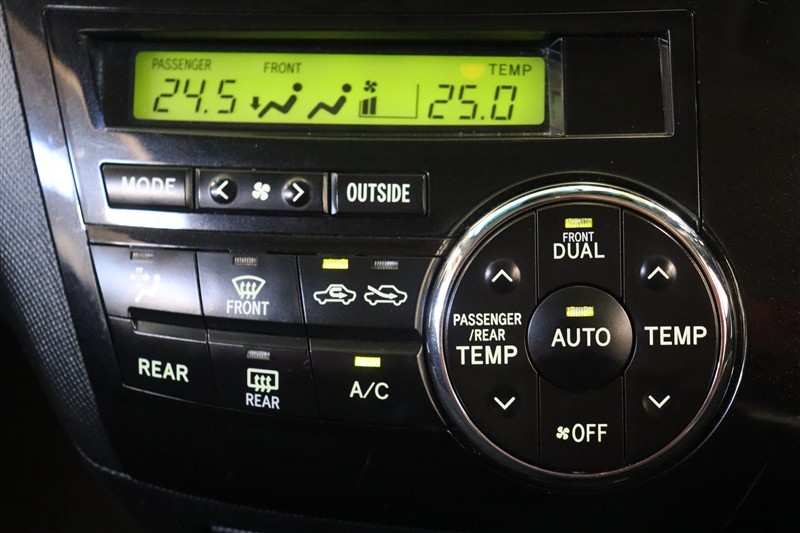 PASSENGER FRONT TEMP
24.5 25.0
MODE < > OUTSIDE
FRONT
DUAL
FRONT
PASSENGER
/REAR
TEMP
AUTO
TEMP
REAR
REAR
A/C
OFF